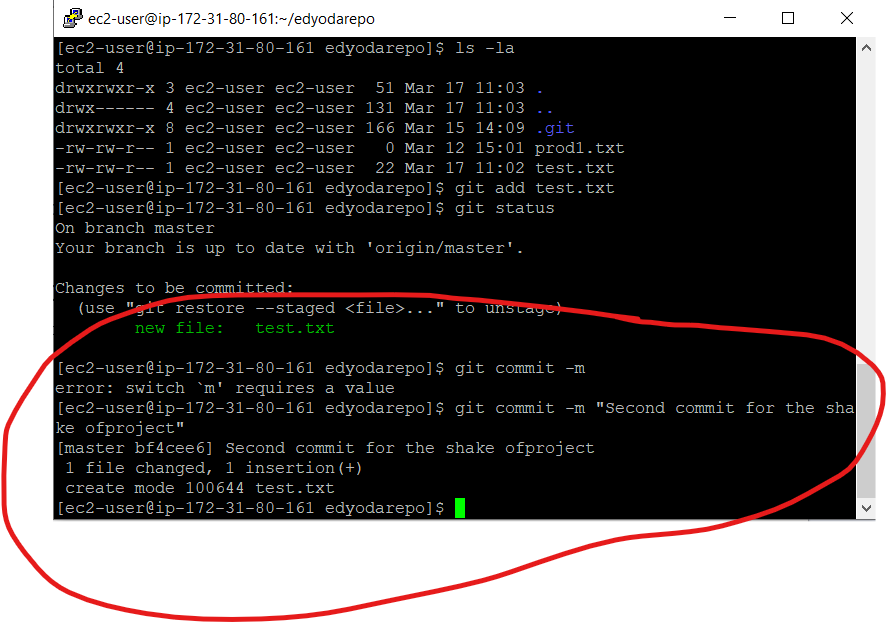 ec2-user@ip-172-31-80-161:~/edyodarepo
[ec2-user@ip-172-31-80-161 edyodarepo]$ ls -la
total 4
drwxrwxr-x 3 ec2-user ec2-user  51 Mar 17 11:03 .
drwx------ 4 ec2-user ec2-user 131 Mar 17 11:03 ..
drwxrwxr-x 8 ec2-user ec2-user 166 Mar 15 14:09 .git
-rw-rw-r-- 1 ec2-user ec2-user   0 Mar 12 15:01 prod1.txt
-rw-rw-r-- 1 ec2-user ec2-user  22 Mar 17 11:02 test.txt
[ec2-user@ip-172-31-80-161 edyodarepo]$ git add test.txt
[ec2-user@ip-172-31-80-161 edyodarepo]$ git status
On branch master
Your branch is up to date with 'origin/master'.
Changes to be committed:
  (use "git restore --staged <file>..." to unstage)
        new file:   test.txt
[ec2-user@ip-172-31-80-161 edyodarepo]$ git commit -m
error: switch `m' requires a value
[ec2-user@ip-172-31-80-161 edyodarepo]$ git commit -m "Second commit for the sha
ke ofproject"
[master bf4cee6] Second commit for the shake ofproject
 1 file changed, 1 insertion(+)
 create mode 100644 test.txt
[ec2-user@ip-172-31-80-161 edyodarepo]$